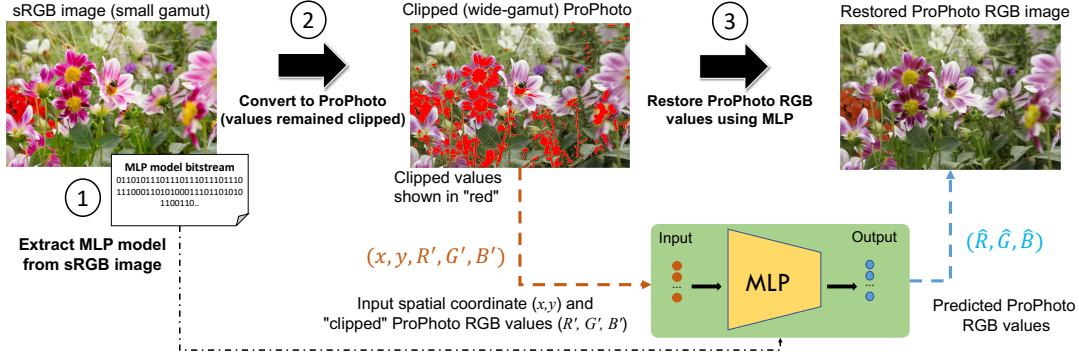 sRGB image (small gamut)
2
Clipped (wide-gamut) ProPhoto
3
Restored ProPhoto RGB image
Convert to ProPhoto
(values remained clipped)
Restore ProPhoto RGB
values using MLP
MLP model bitstream
0110101110111011101110111O
11100011010100011101101010
1100110..
1
Extract MLP model
from sRGB image
Clipped values
shown in "red"
(x, y, R′, G′, B′)
Input spatial coordinate (x,y) and
"clipped" ProPhoto RGB values (R′, G′, B′)
Input
...
MLP
Output
...
(R̂, Ĝ, B̂)
Predicted ProPhoto
RGB values